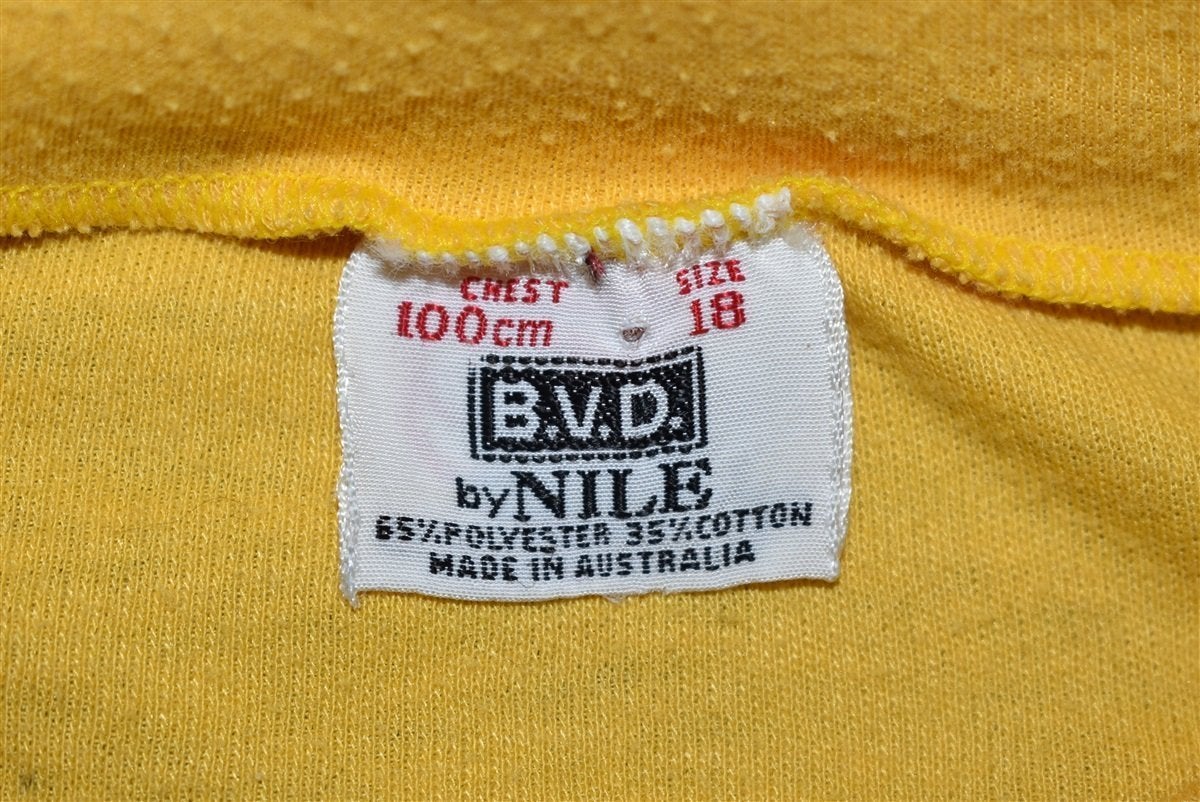 CHEST SIZE
100cm 18
B.V.D.
by NILE
65% POLYESTER 35% COTTON
MADE IN AUSTRALIA